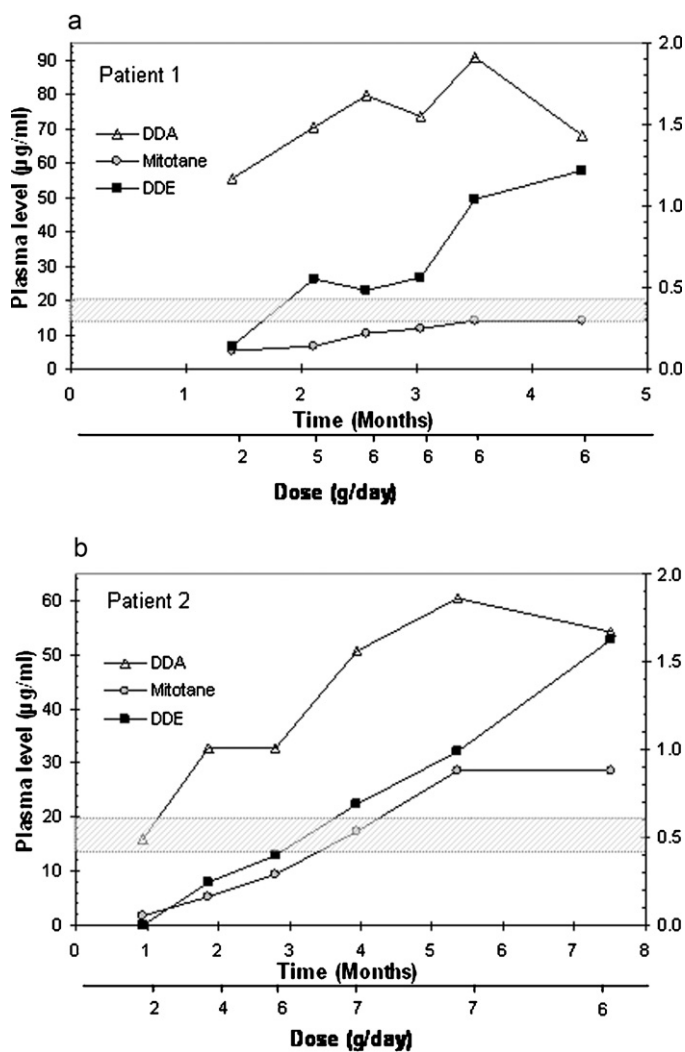 a
Patient 1
DDA
Mitotane
DDE
Plasma level (µg/ml)
90
80
70
60
50
40
30
20
10
0
2.0
1.5
1.0
0.5
0.0
0 1 2 3 4 5
Time (Months)
2 5 6 6 6 6
Dose (g/day)
b
Patient 2
DDA
Mitotane
DDE
Plasma level (µg/ml)
60
50
40
30
20
10
0
2.0
1.5
1.0
0.5
0.0
0 1 2 3 4 5 6 7 8
Time (Months)
2 4 6 7 7 6
Dose (g/day)